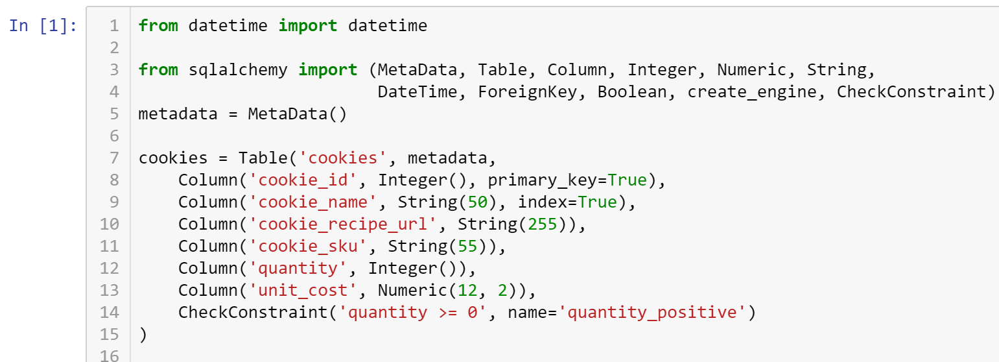 In [1]:
1 from datetime import datetime
2
3 from sqlalchemy import (MetaData, Table, Column, Integer, Numeric, String,
4                         DateTime, ForeignKey, Boolean, create_engine, CheckConstraint)
5 metadata = MetaData()
6
7 cookies = Table('cookies', metadata,
8     Column('cookie_id', Integer(), primary_key=True),
9     Column('cookie_name', String(50), index=True),
10     Column('cookie_recipe_url', String(255)),
11     Column('cookie_sku', String(55)),
12     Column('quantity', Integer()),
13     Column('unit_cost', Numeric(12, 2)),
14     CheckConstraint('quantity >= 0', name='quantity_positive')
15 )
16